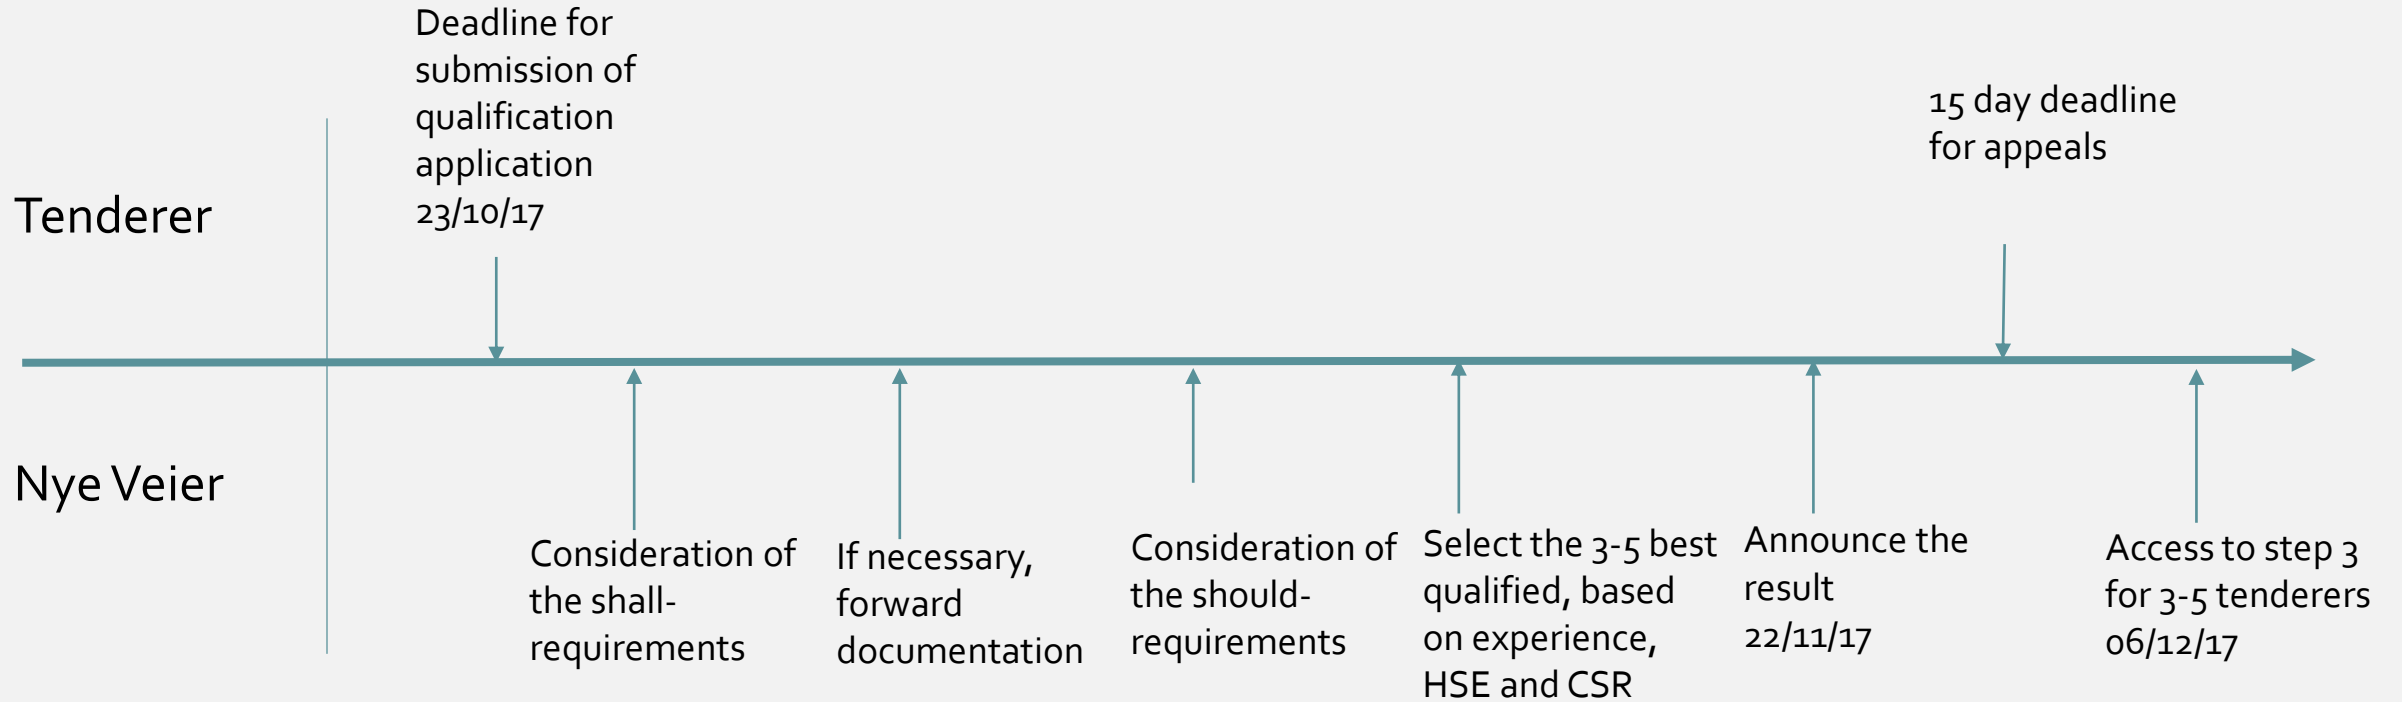 Deadline for
submission of
qualification
application
23/10/17
15 day deadline
for appeals
Tenderer
Nye Veier
Consideration of
the shall-
requirements
If necessary,
forward
documentation
Consideration of
the should-
requirements
Select the 3-5 best
qualified, based
on experience,
HSE and CSR
Announce the
result
22/11/17
Access to step 3
for 3-5 tenderers
06/12/17